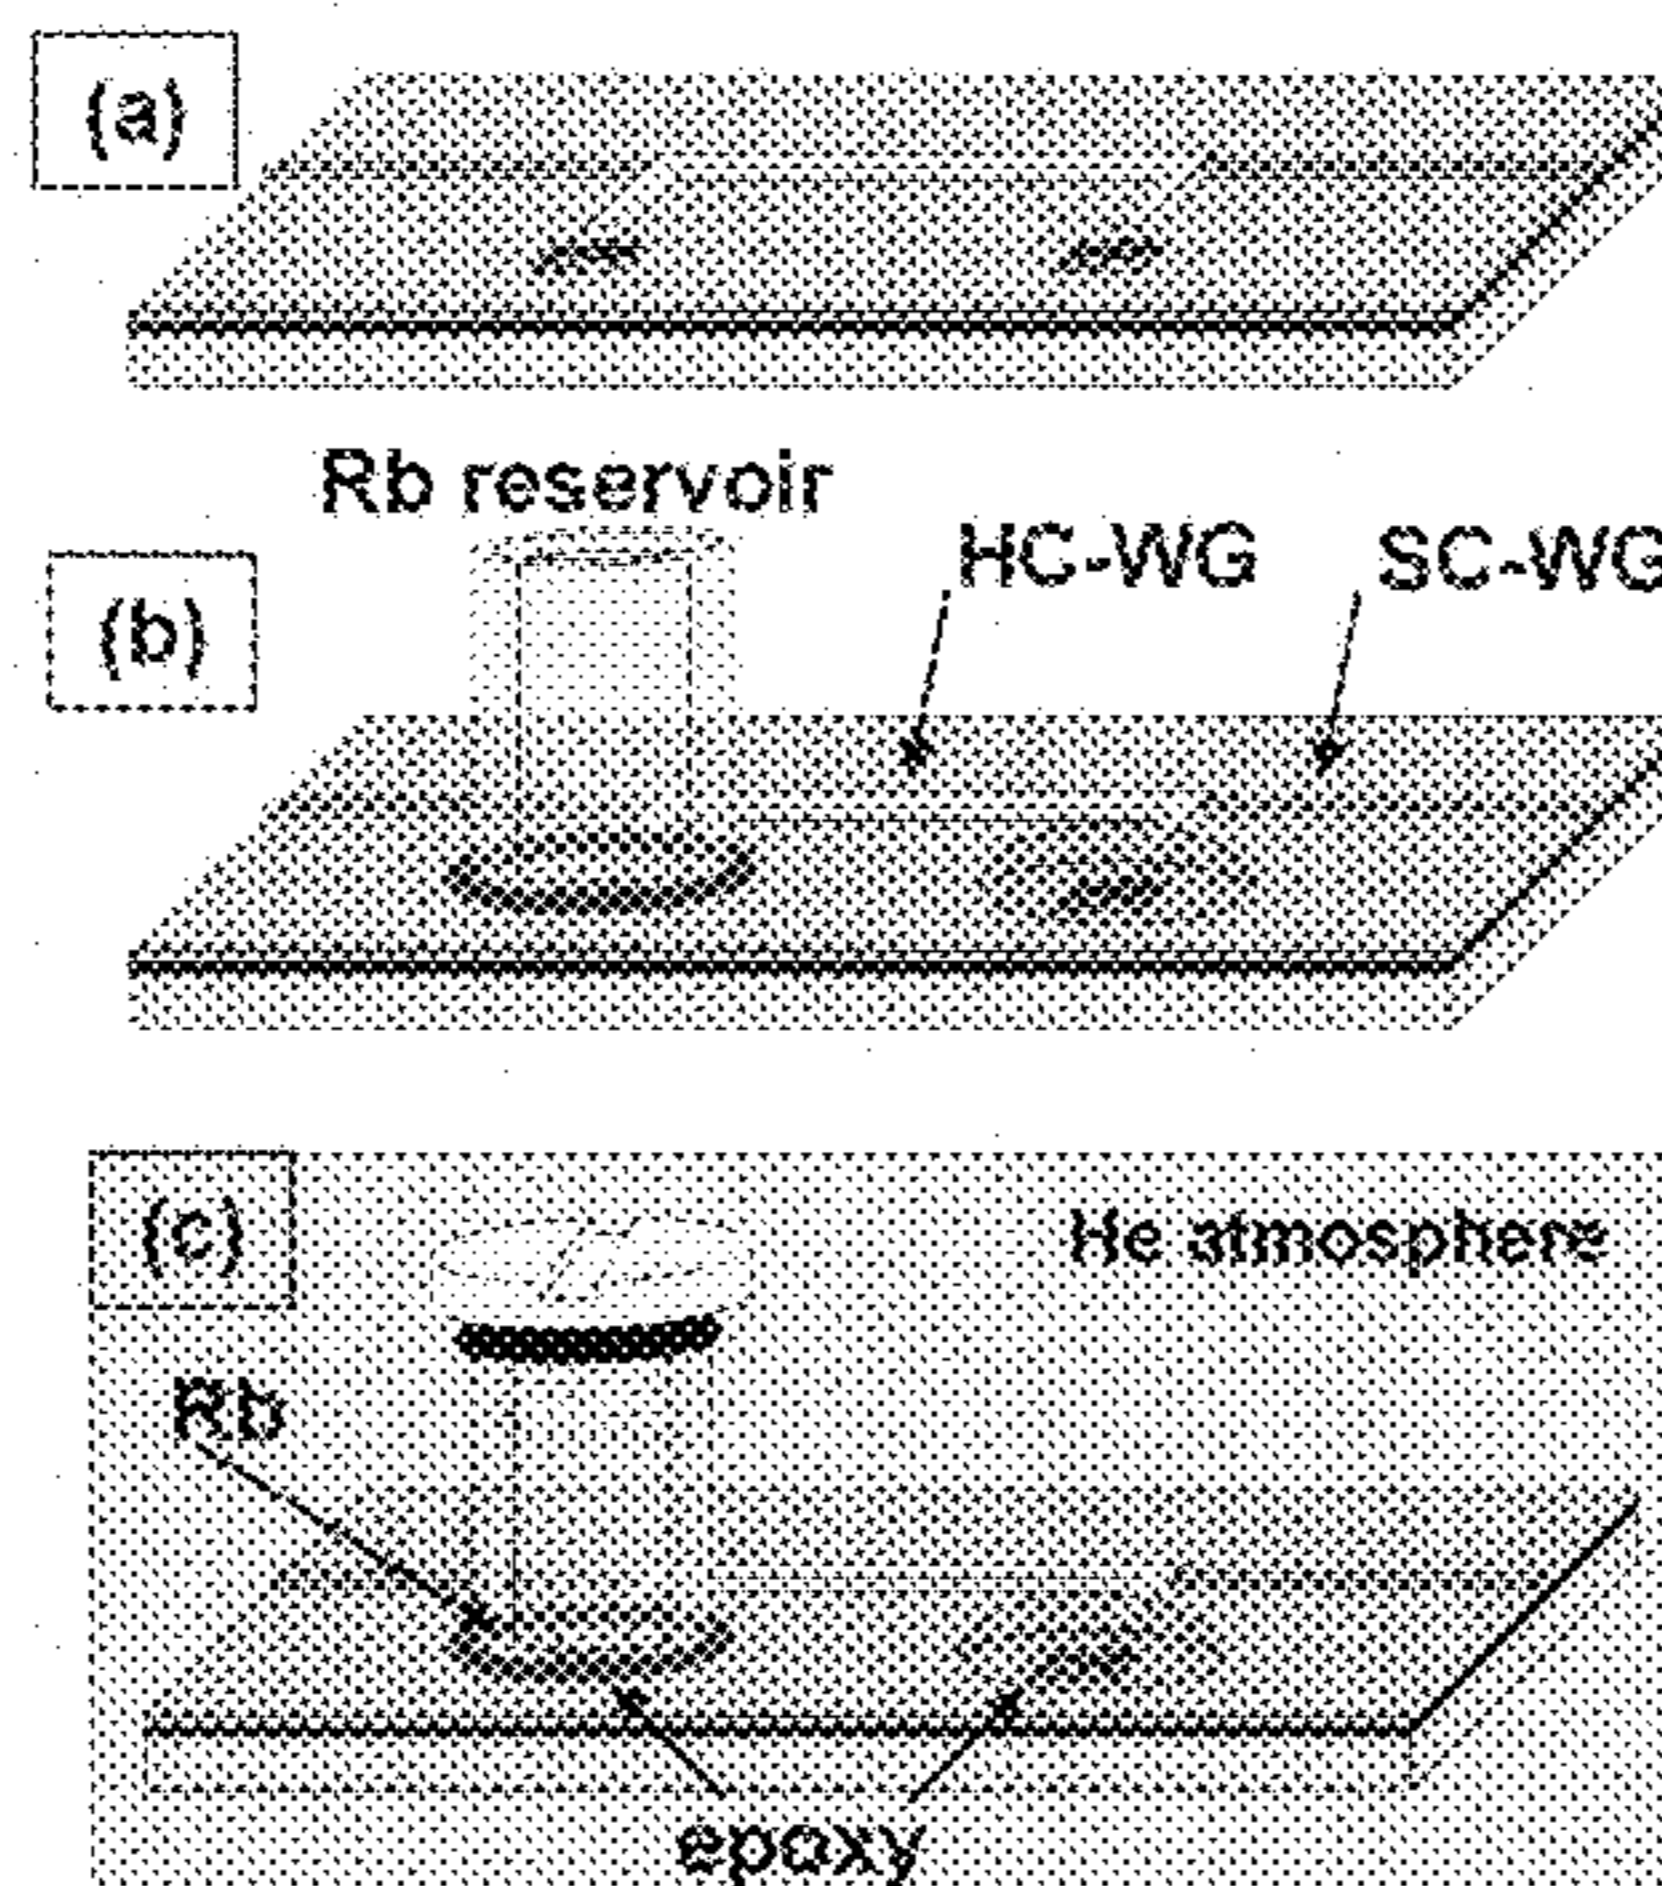 (a)
Rb reservoir
HC-WG
SC-WG
(b)
(c)
He atmosphere
Rb
epoxy